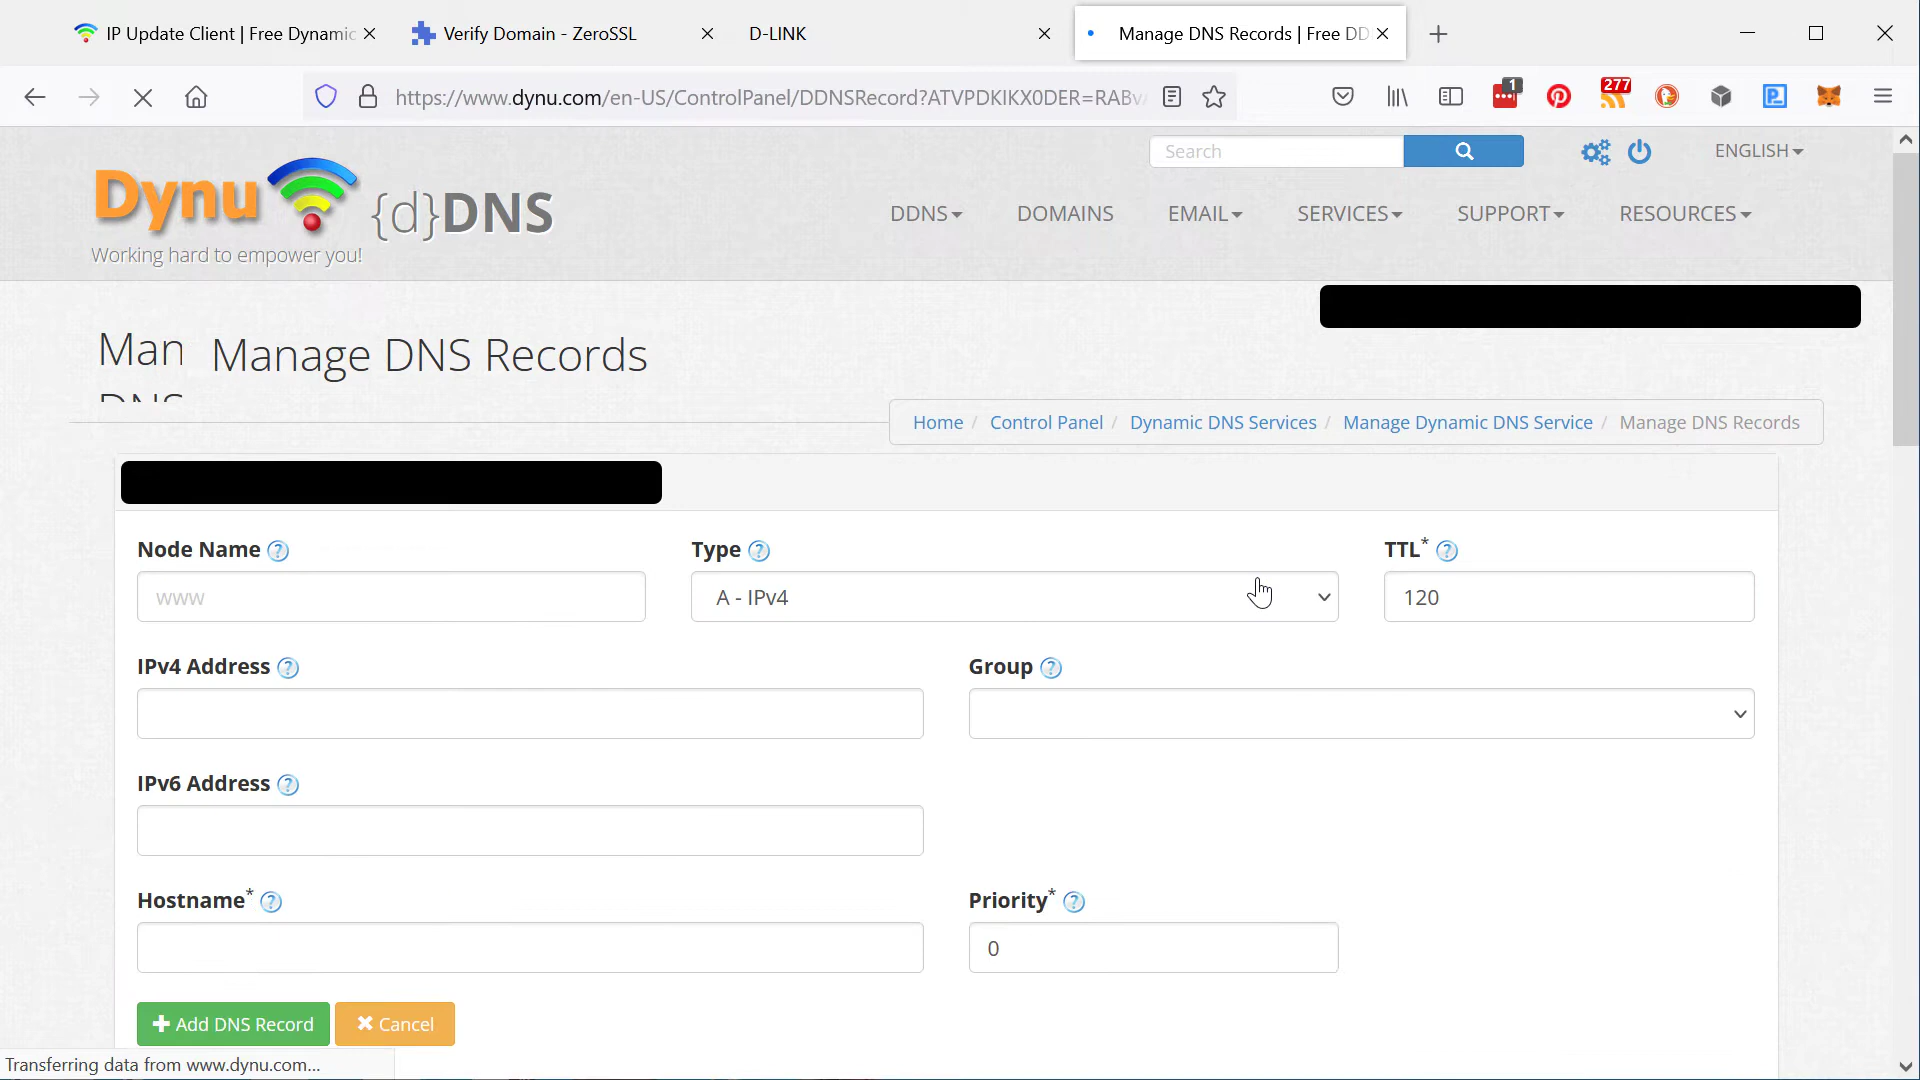 IP Update Client | Free Dynamic
Verify Domain - ZeroSSL
D-LINK
Manage DNS Records | Free DD
https://www.dynu.com/en-US/ControlPanel/DDNSRecord?ATVPDKIKX0DER=RABv
1
277
Search
ENGLISH
Dynu {d}DNS
Working hard to empower you!
DDNS
DOMAINS
EMAIL
SERVICES
SUPPORT
RESOURCES
Man
DNS
Manage DNS Records
Home / Control Panel / Dynamic DNS Services / Manage Dynamic DNS Service / Manage DNS Records
Node Name ?
Type ?
TTL* ?
www
A - IPv4
120
IPv4 Address ?
Group ?
IPv6 Address ?
Hostname* ?
Priority* ?
0
Add DNS Record
Cancel
Transferring data from www.dynu.com...